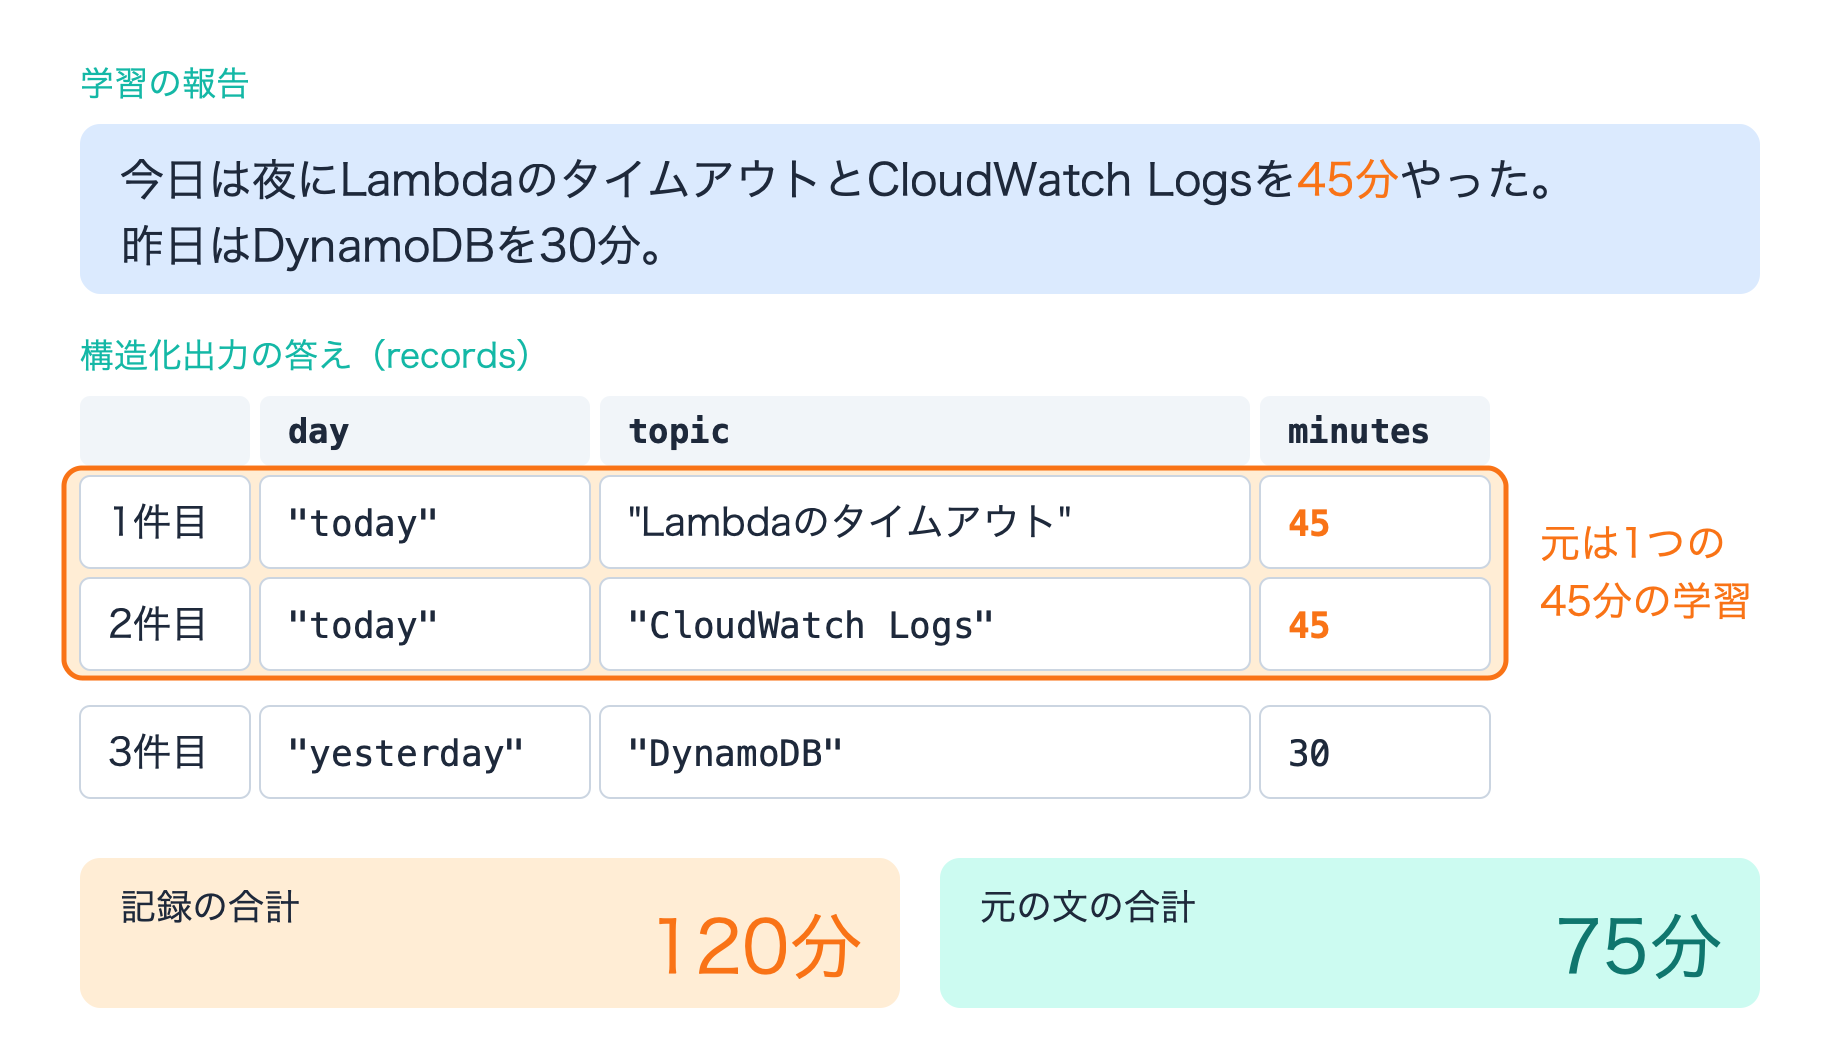 学習の報告
今日は夜にLambdaのタイムアウトとCloudWatch Logsを45分やった。
昨日はDynamoDBを30分。
構造化出力の答え（records）
day topic minutes
1件目 "today" "Lambdaのタイムアウト" 45
2件目 "today" "CloudWatch Logs" 45
元は1つの
45分の学習
3件目 "yesterday" "DynamoDB" 30
記録の合計
120分
元の文の合計
75分